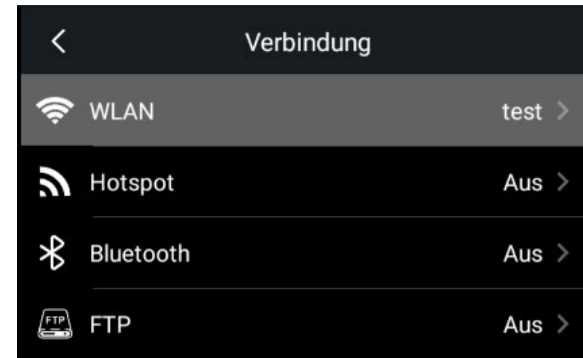 Verbindung
WLAN test
Hotspot Aus
Bluetooth Aus
FTP FTP Aus